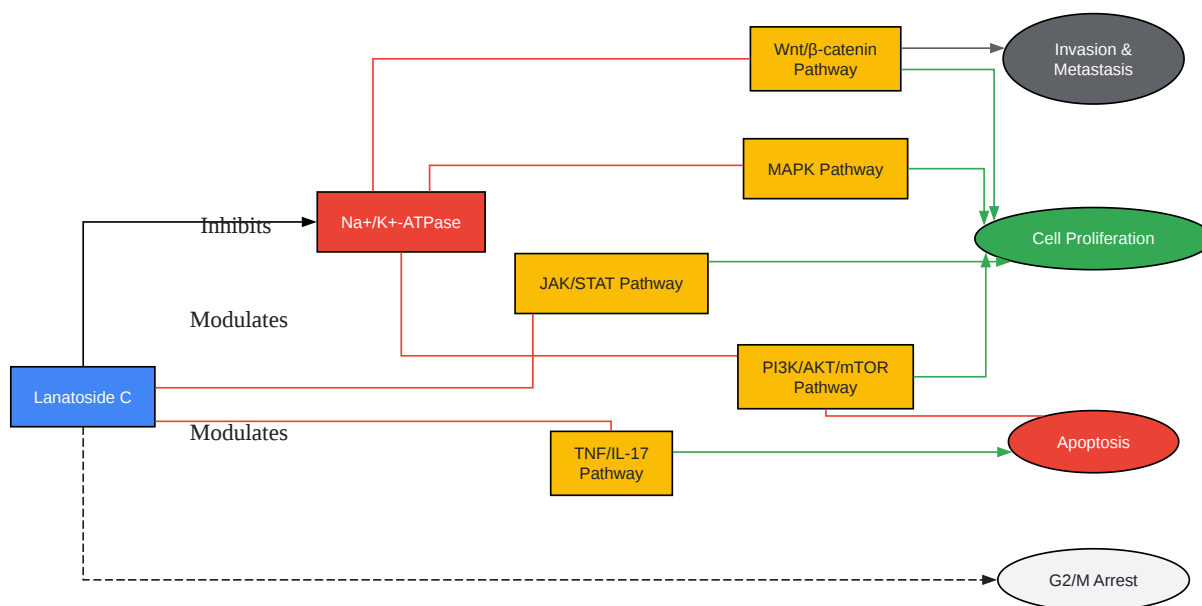 Wnt/β-catenin
Pathway
Invasion &
Metastasis
MAPK Pathway
Inhibits
Na+/K+-ATPase
Cell Proliferation
JAK/STAT Pathway
Modulates
PI3K/AKT/mTOR
Pathway
Lanatoside C
Modulates
TNF/IL-17
Pathway
Apoptosis
G2/M Arrest